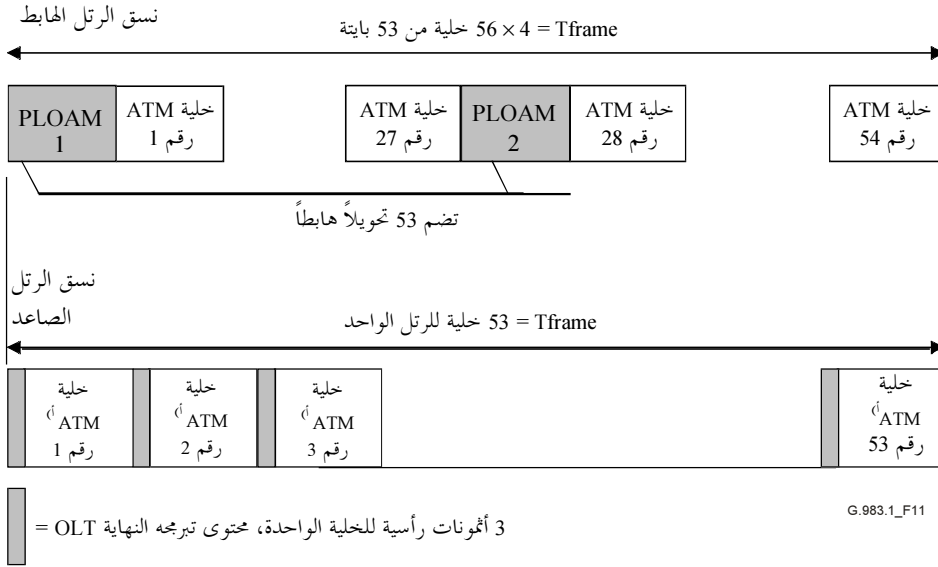 نسق الرتل الهابط
Tframe = 4 × 56 خلية من 53 بايتة
PLOAM
1
خلية ATM
رقم 1
خلية ATM
رقم 27
PLOAM
2
خلية ATM
رقم 28
خلية ATM
رقم 54
تضم 53 تخويلاً هابطاً
نسق الرتل
الصاعد
Tframe = 53 خلية للرتل الواحد
خلية
ATM أ)
رقم 1
خلية
ATM أ)
رقم 2
خلية
ATM أ)
رقم 3
خلية
ATM أ)
رقم 53
= 3 أثمونات رأسية للخلية الواحدة، محتوى تبرمجه النهاية OLT
G.983.1_F11